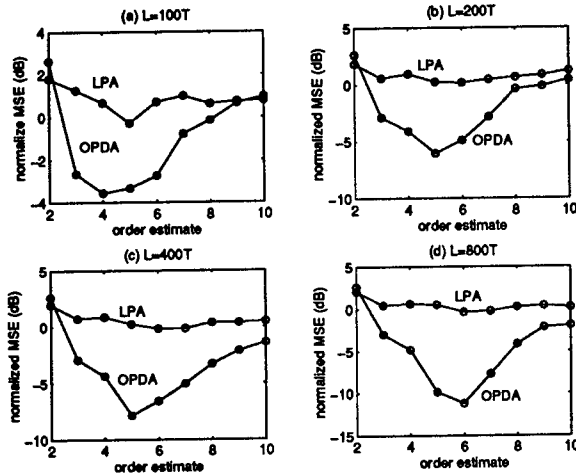 (a) L=100T
normalize MSE (dB)
4
2
0
-2
-4
LPA
OPDA
2 4 6 8 10
order estimate
(b) L=200T
normalized MSE (dB)
5
0
-5
-10
LPA
OPDA
2 4 6 8 10
order estimate
(c) L=400T
normalized MSE (dB)
5
0
-5
-10
LPA
OPDA
2 4 6 8 10
order estimate
(d) L=800T
normalized MSE (dB)
5
0
-5
-10
-15
LPA
OPDA
2 4 6 8 10
order estimate